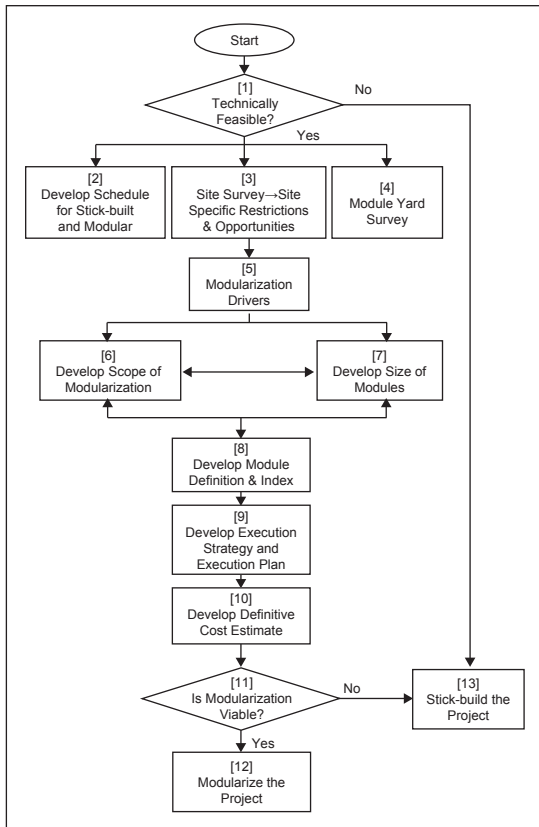 Start
[1]
Technically
Feasible?
No
Yes
[2]
Develop Schedule
for Stick-built
and Modular
[3]
Site Survey→Site
Specific Restrictions
& Opportunities
[4]
Module Yard
Survey
[5]
Modularization
Drivers
[6]
Develop Scope of
Modularization
[7]
Develop Size of
Modules
[8]
Develop Module
Definition & Index
[9]
Develop Execution
Strategy and
Execution Plan
[10]
Develop Definitive
Cost Estimate
[11]
Is Modularization
Viable?
No
Yes
[13]
Stick-build the
Project
[12]
Modularize the
Project